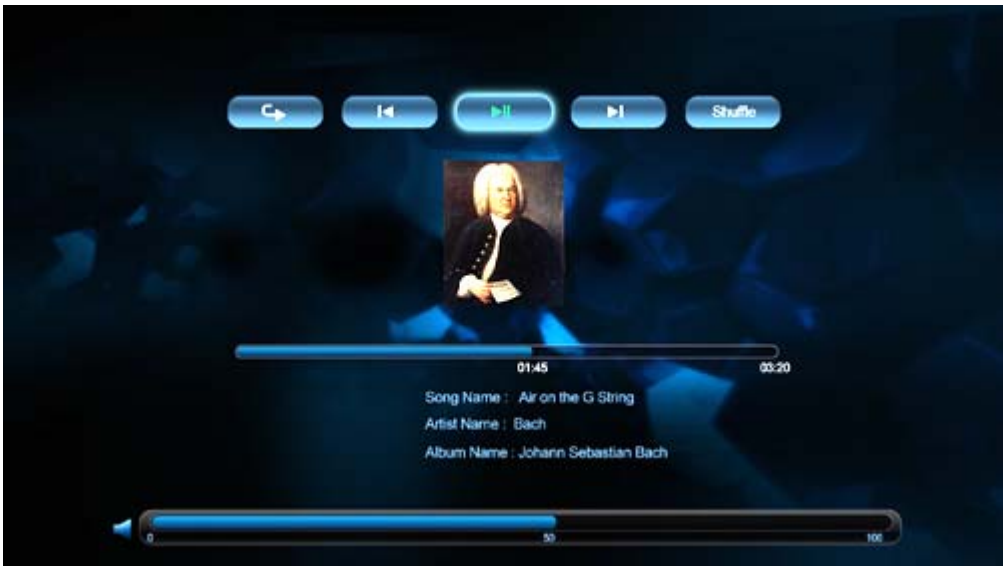 Shuffle
01:45 03:20
Song Name : Air on the G String
Artist Name : Bach
Album Name : Johann Sebastian Bach
0 50 100